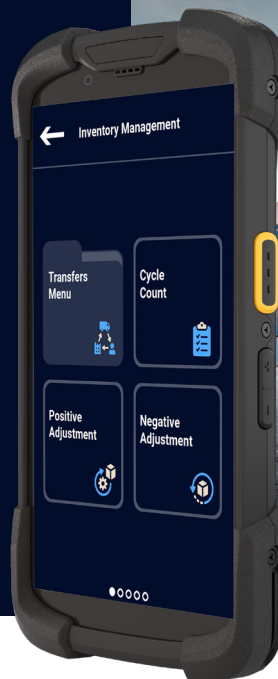 Inventory Management
Transfers
Menu
Cycle
Count
Positive
Adjustment
Negative
Adjustment